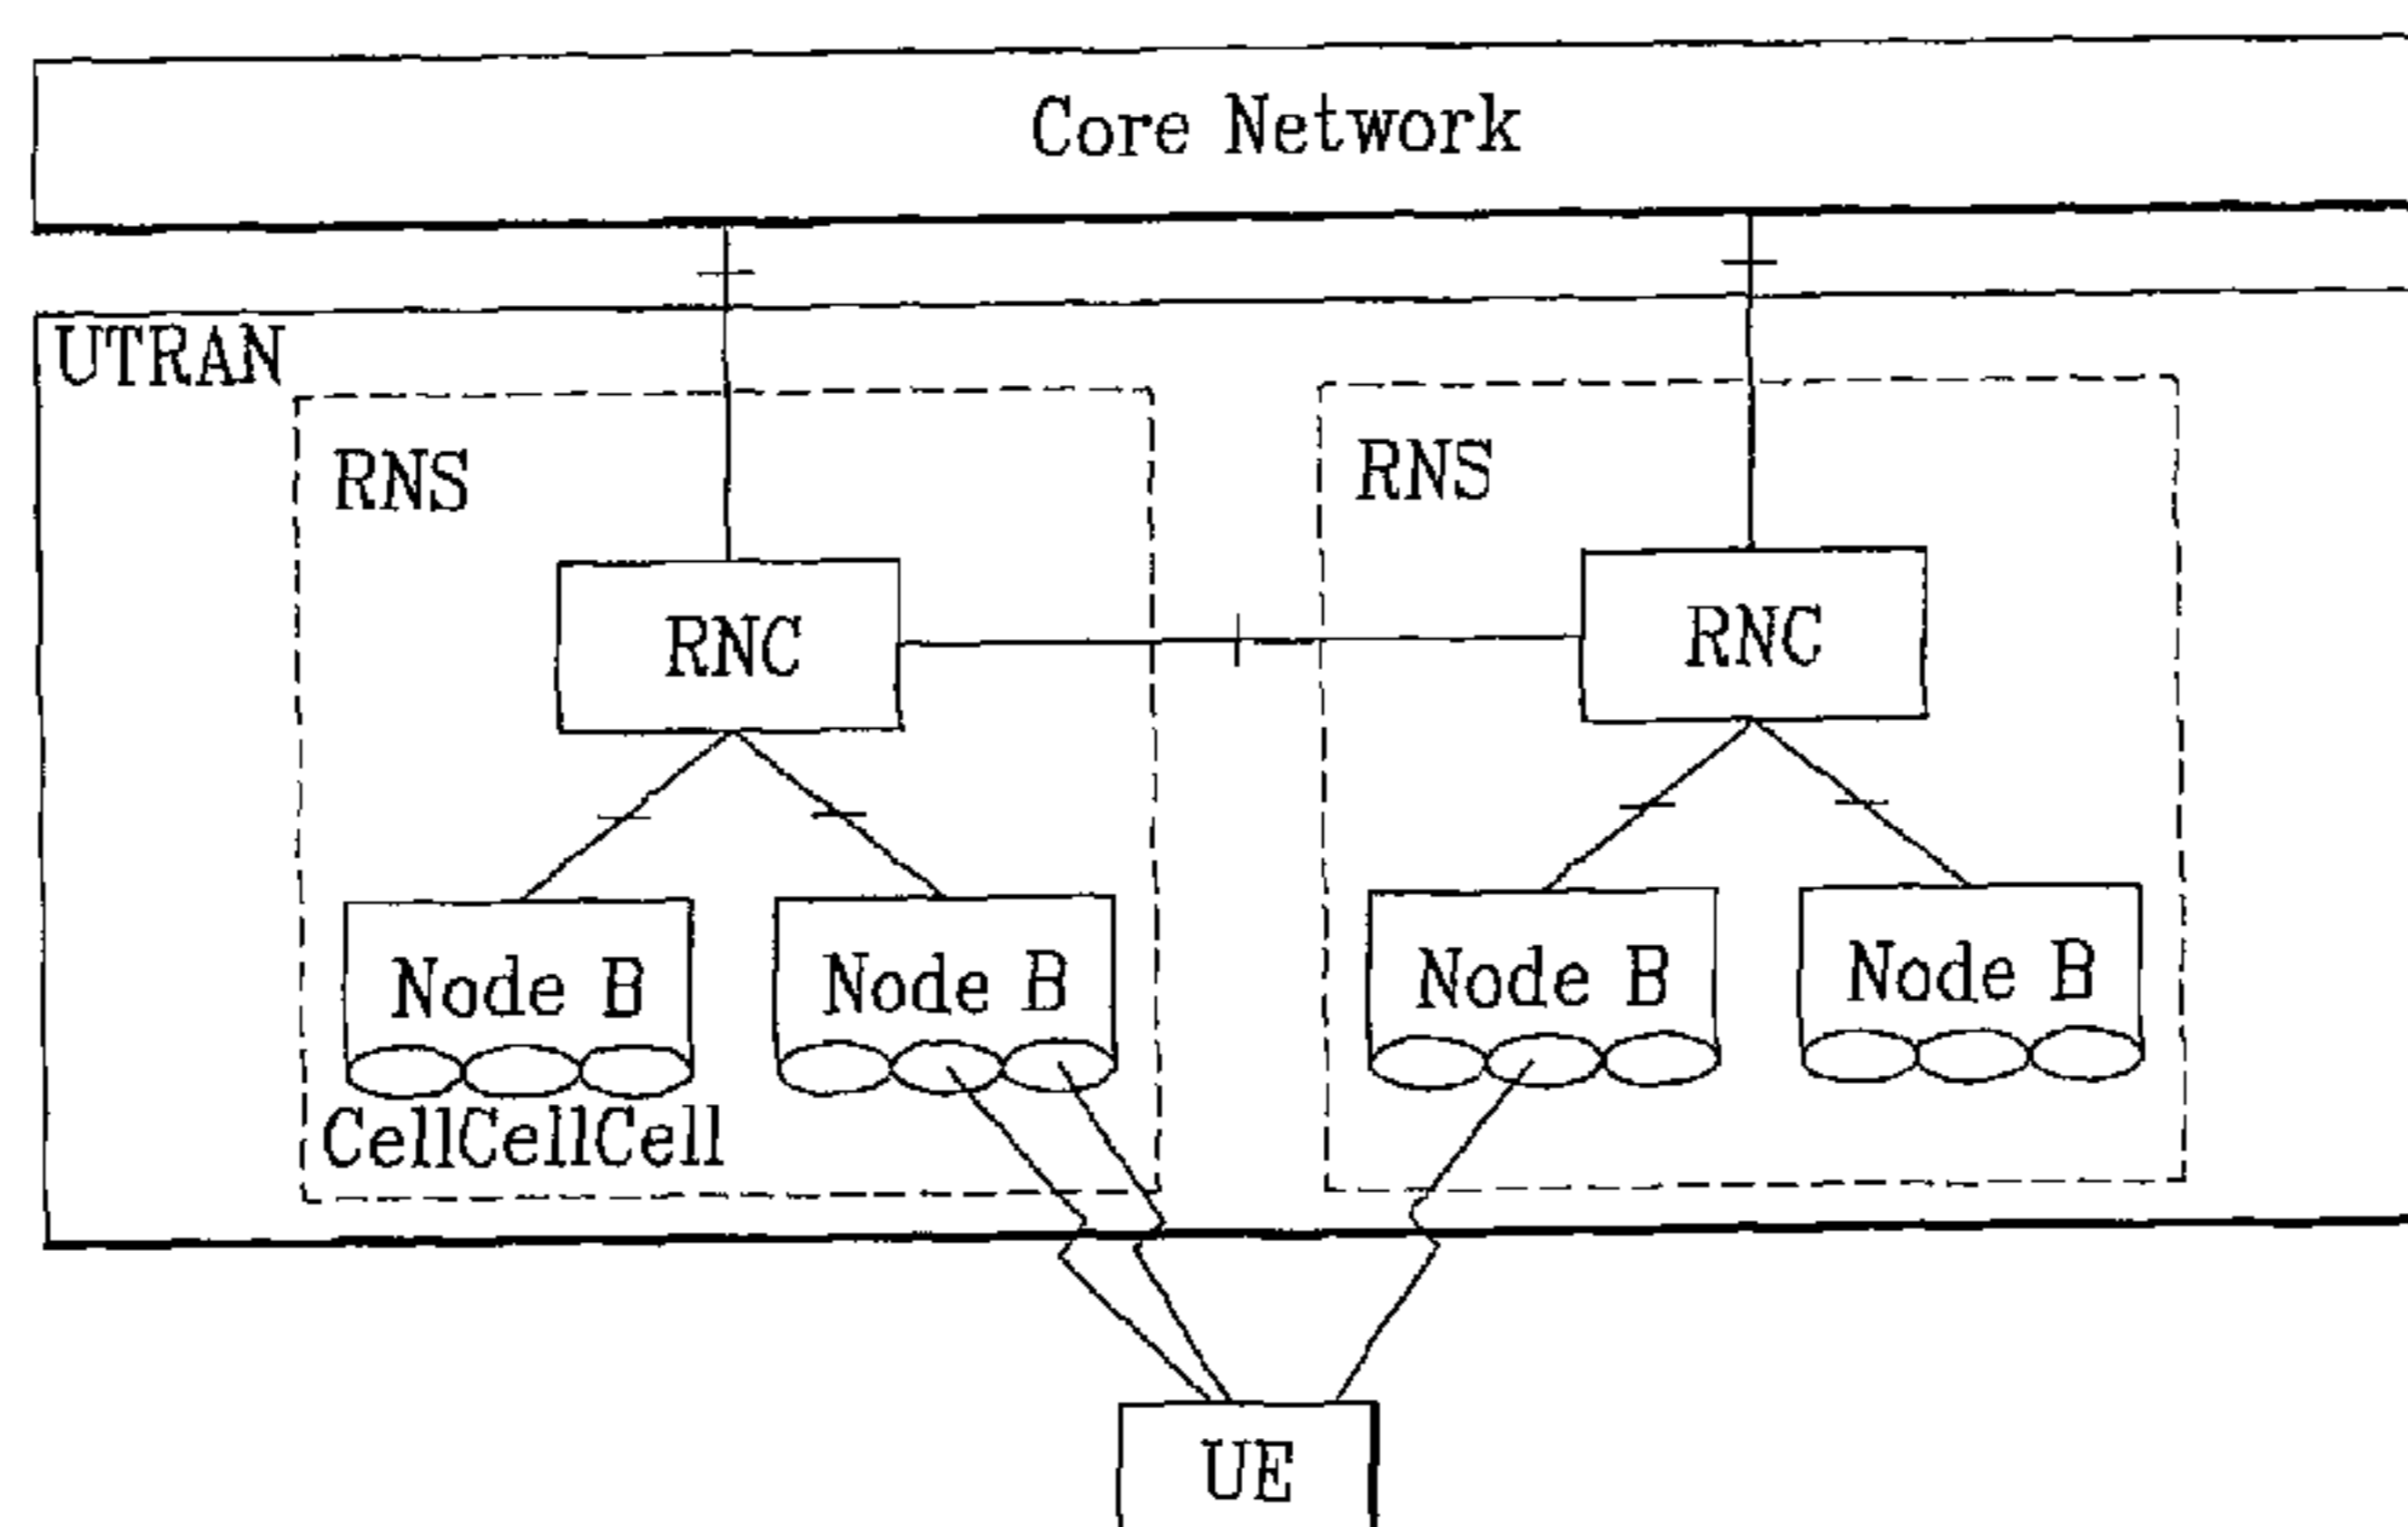 Core Network
UTRAN
RNS RNS
RNC RNC
Node B Node B Node B Node B
CellCellCell
UE